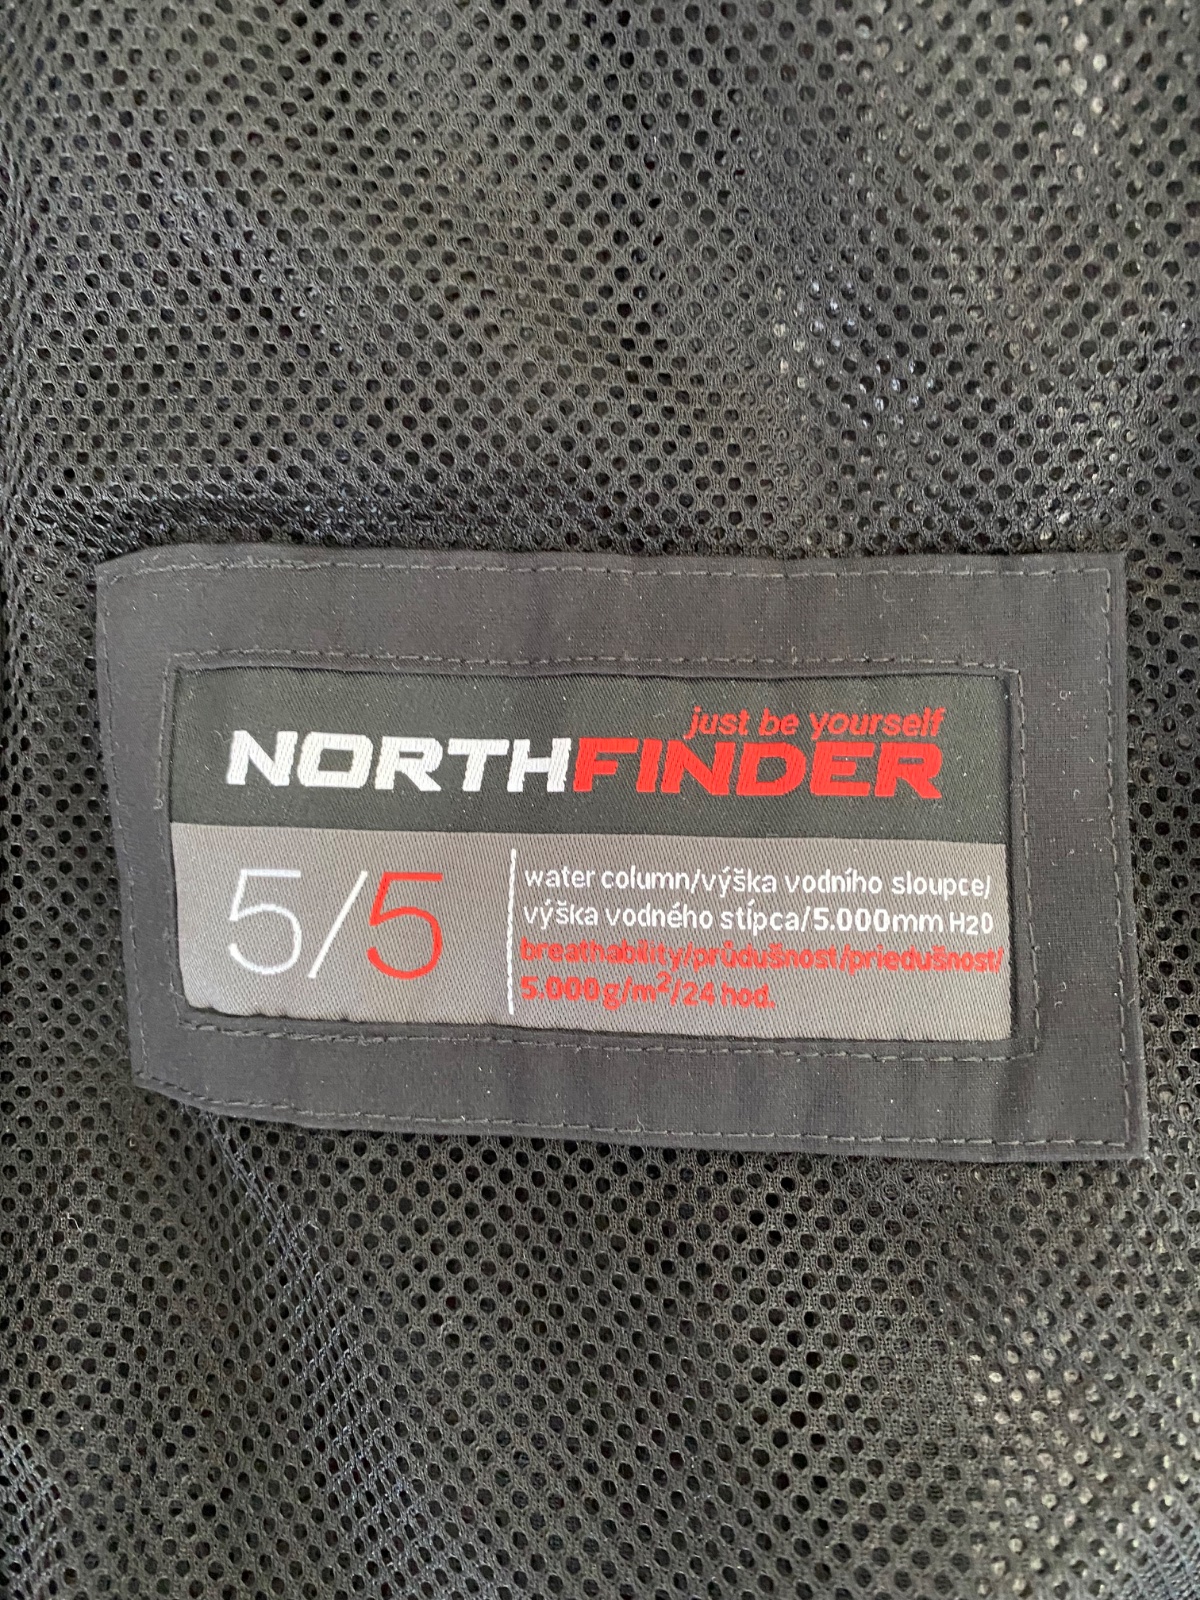 just be yourself
NORTHFINDER
5/5
water column/výška vodního sloupce/
výška vodného stĺpca/5.000mm H2O
breathability/průdušnost/priedušnosť/
5.000g/m²/24 hod.